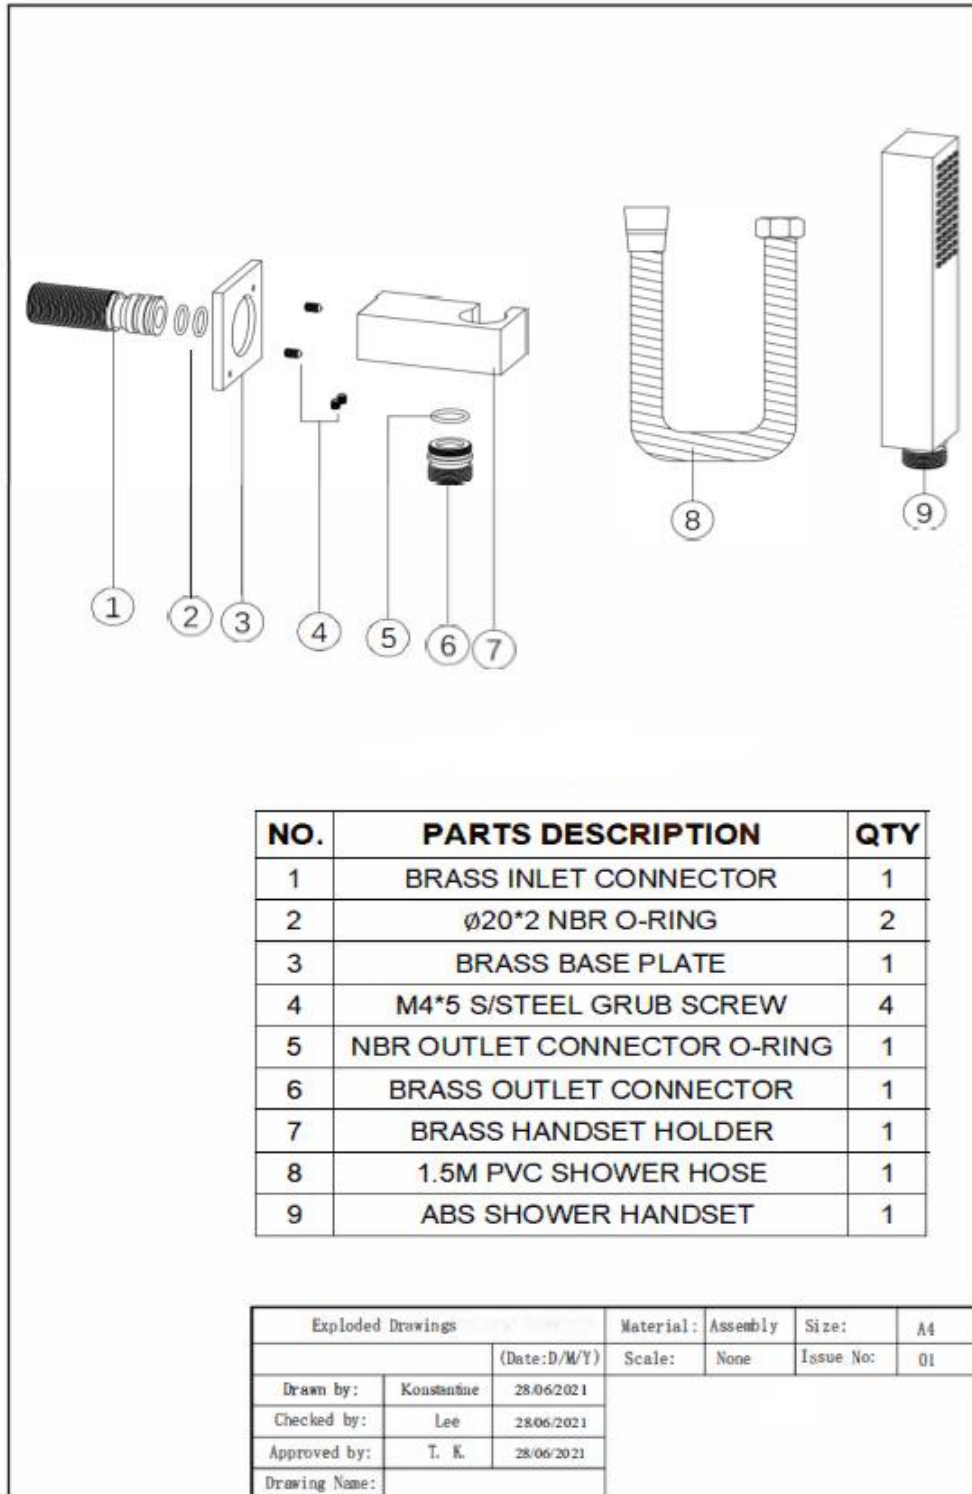 1 2 3 4 5 6 7 8 9
NO. PARTS DESCRIPTION QTY
1 BRASS INLET CONNECTOR 1
2 Ø20*2 NBR O-RING 2
3 BRASS BASE PLATE 1
4 M4*5 S/STEEL GRUB SCREW 4
5 NBR OUTLET CONNECTOR O-RING 1
6 BRASS OUTLET CONNECTOR 1
7 BRASS HANDSET HOLDER 1
8 1.5M PVC SHOWER HOSE 1
9 ABS SHOWER HANDSET 1
Exploded Drawings Material: Assembly Size: A4
(Date:D/M/Y) Scale: None Issue No: 01
Drawn by: Konstantine 28.06/2021
Checked by: Lee 28.06/2021
Approved by: T. K. 28/06/2021
Drawing Name: